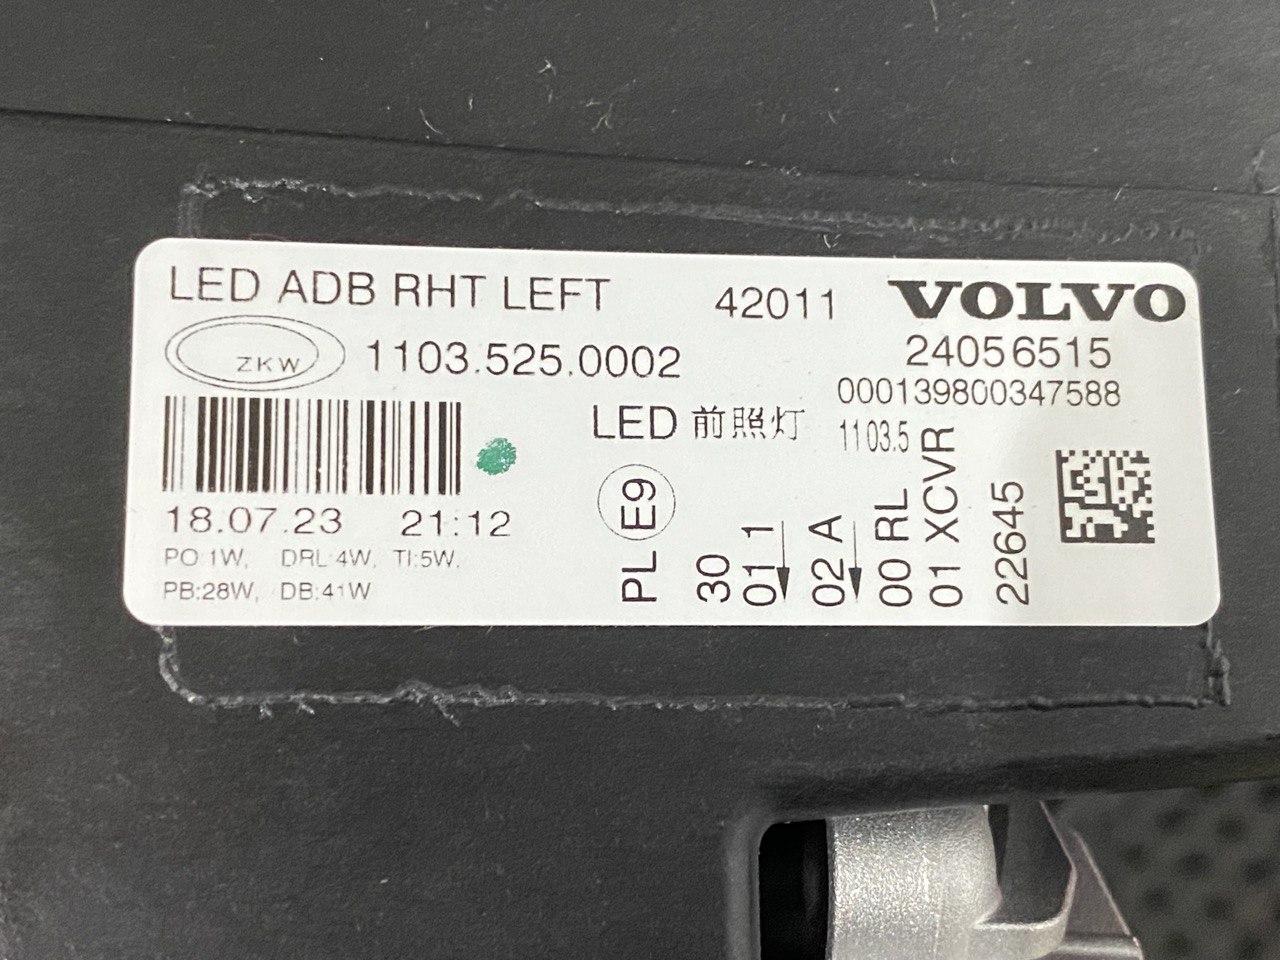 LED ADB RHT LEFT
42011
VOLVO
ZKW
1103.525.0002
24056515
000139800347588
LED 前照灯
1103.5
18.07.23 21:12
PO:1W, DRL:4W, TI:5W,
PB:28W, DB:41W
PL E9
30
01 1
02 A
00 RL
01 XCVR
22645